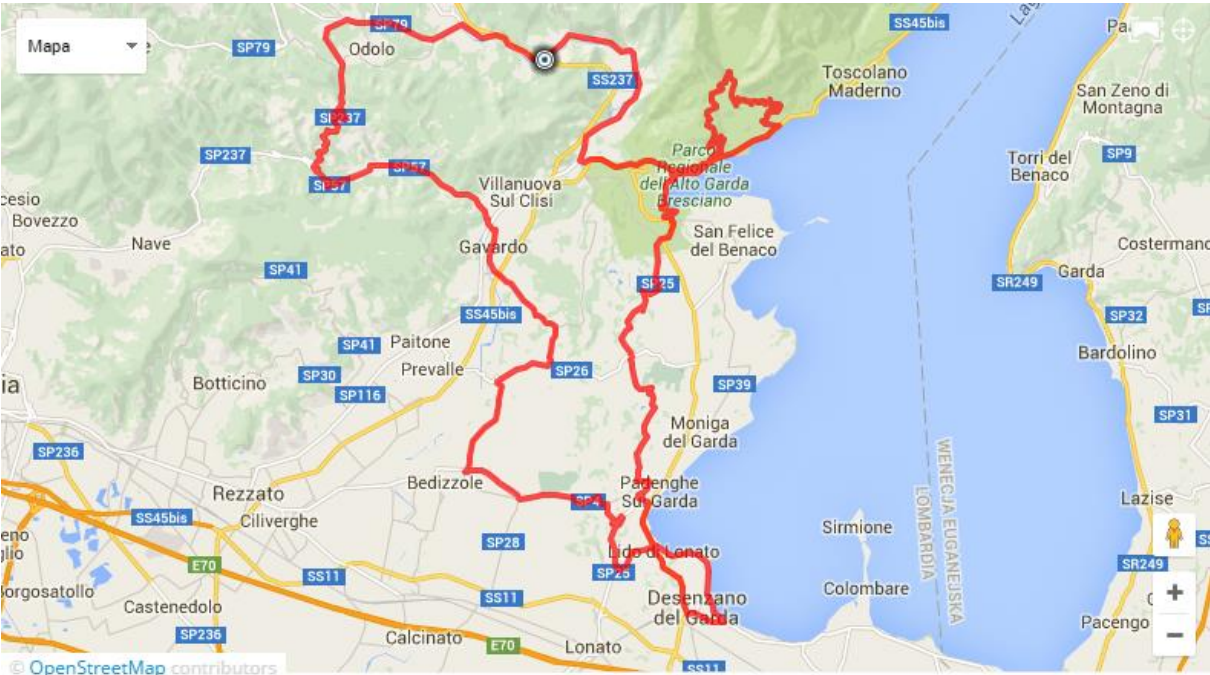 Mapa
SP79
SP79
Odolo
SS45bis
SS237
Toscolano
Maderno
San Zeno di
Montagna
SP237
SP237
SP57
SP57
Parco
Regionale
dell'Alto Garda
Bresciano
Torri del
Benaco
SP9
Villanuova
Sul Clisi
Bovezzo
Nave
Gavardo
San Felice
del Benaco
Costermano
SP41
SP25
SR249
Garda
SS45bis
SP32
SP41
Paitone
Prevalle
SP26
Bardolino
Botticino
SP30
SP116
SP39
SP31
Moniga
del Garda
SP236
WENECJA EUGANEJSKA
LOMBARDIA
Bedizzole
Padenghe
Sul Garda
SP4
Rezzato
Ciliverghe
SS45bis
Lazise
Sirmione
SP28
Lido di Lonato
E70
SP25
SR249
SS11
SS11
Desenzano
del Garda
Colombare
Borgosatollo
Castenedolo
SP236
Calcinato
E70
Lonato
Pacengo
+
−
SS11
© OpenStreetMap contributors